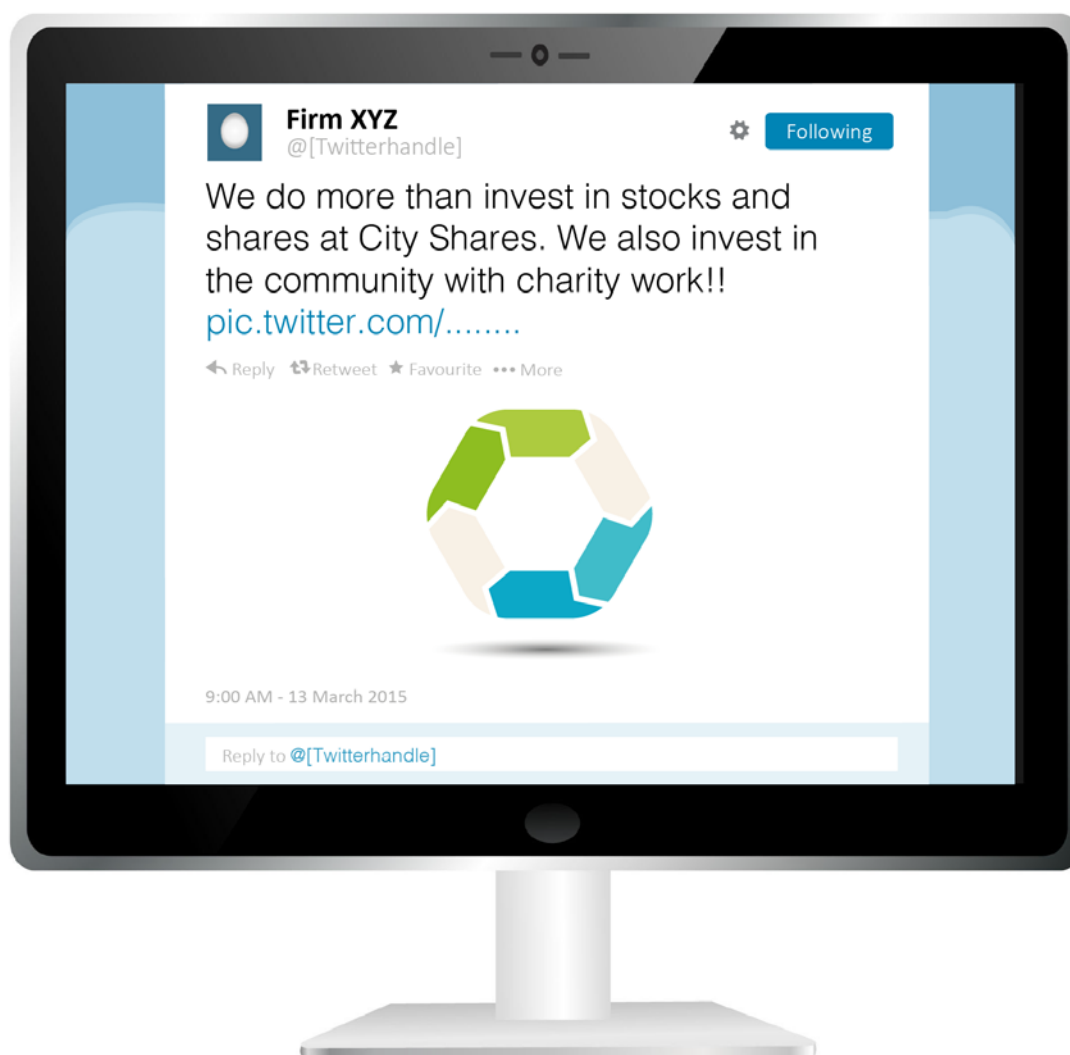 Firm XYZ
@[Twitterhandle]
Following
We do more than invest in stocks and
shares at City Shares. We also invest in
the community with charity work!!
pic.twitter.com/........
Reply Retweet Favourite ••• More
9:00 AM - 13 March 2015
Reply to @[Twitterhandle]